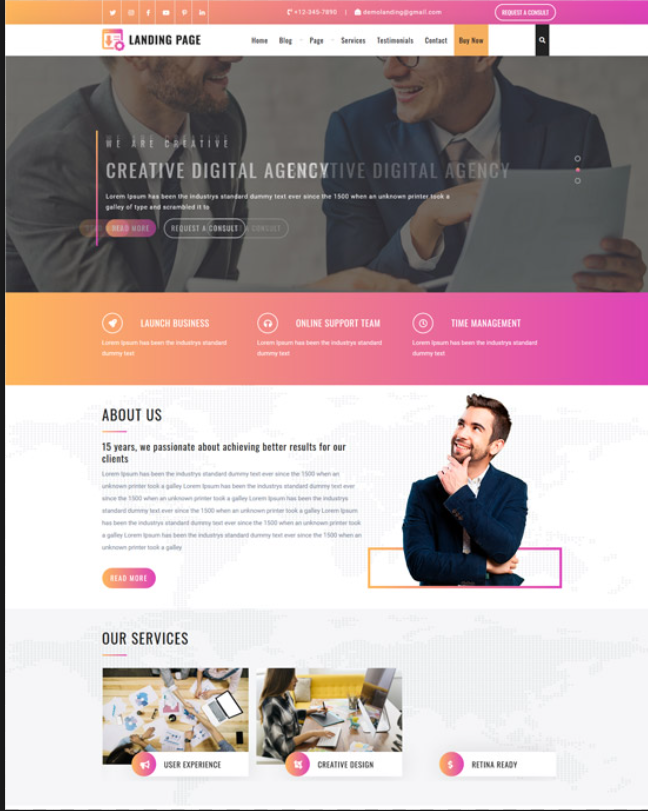 +12-345-7890 | demolanding@gmail.com REQUEST A CONSULT
LANDING PAGE Home Blog Page Services Testimonials Contact Buy Now
WE ARE CREATIVE
CREATIVE DIGITAL AGENCY
Lorem Ipsum has been the industrys standard dummy text ever since the 1500 when an unknown printer took a
galley of type and scrambled it to
READ MORE REQUEST A CONSULT
LAUNCH BUSINESS
Lorem Ipsum has been the industrys standard
dummy text
ONLINE SUPPORT TEAM
Lorem Ipsum has been the industrys standard
dummy text
TIME MANAGEMENT
Lorem Ipsum has been the industrys standard
dummy text
ABOUT US
15 years, we passionate about achieving better results for our
clients
Lorem Ipsum has been the industrys standard dummy text ever since the 1500 when an
unknown printer took a galley Lorem Ipsum has been the industrys standard dummy text ever
since the 1500 when an unknown printer took a galley Lorem Ipsum has been the industrys
standard dummy text ever since the 1500 when an unknown printer took a galley Lorem Ipsum
has been the industrys standard dummy text ever since the 1500 when an unknown printer took
a galley Lorem Ipsum has been the industrys standard dummy text ever since the 1500 when an
unknown printer took a galley
READ MORE
OUR SERVICES
USER EXPERIENCE
CREATIVE DESIGN
RETINA READY